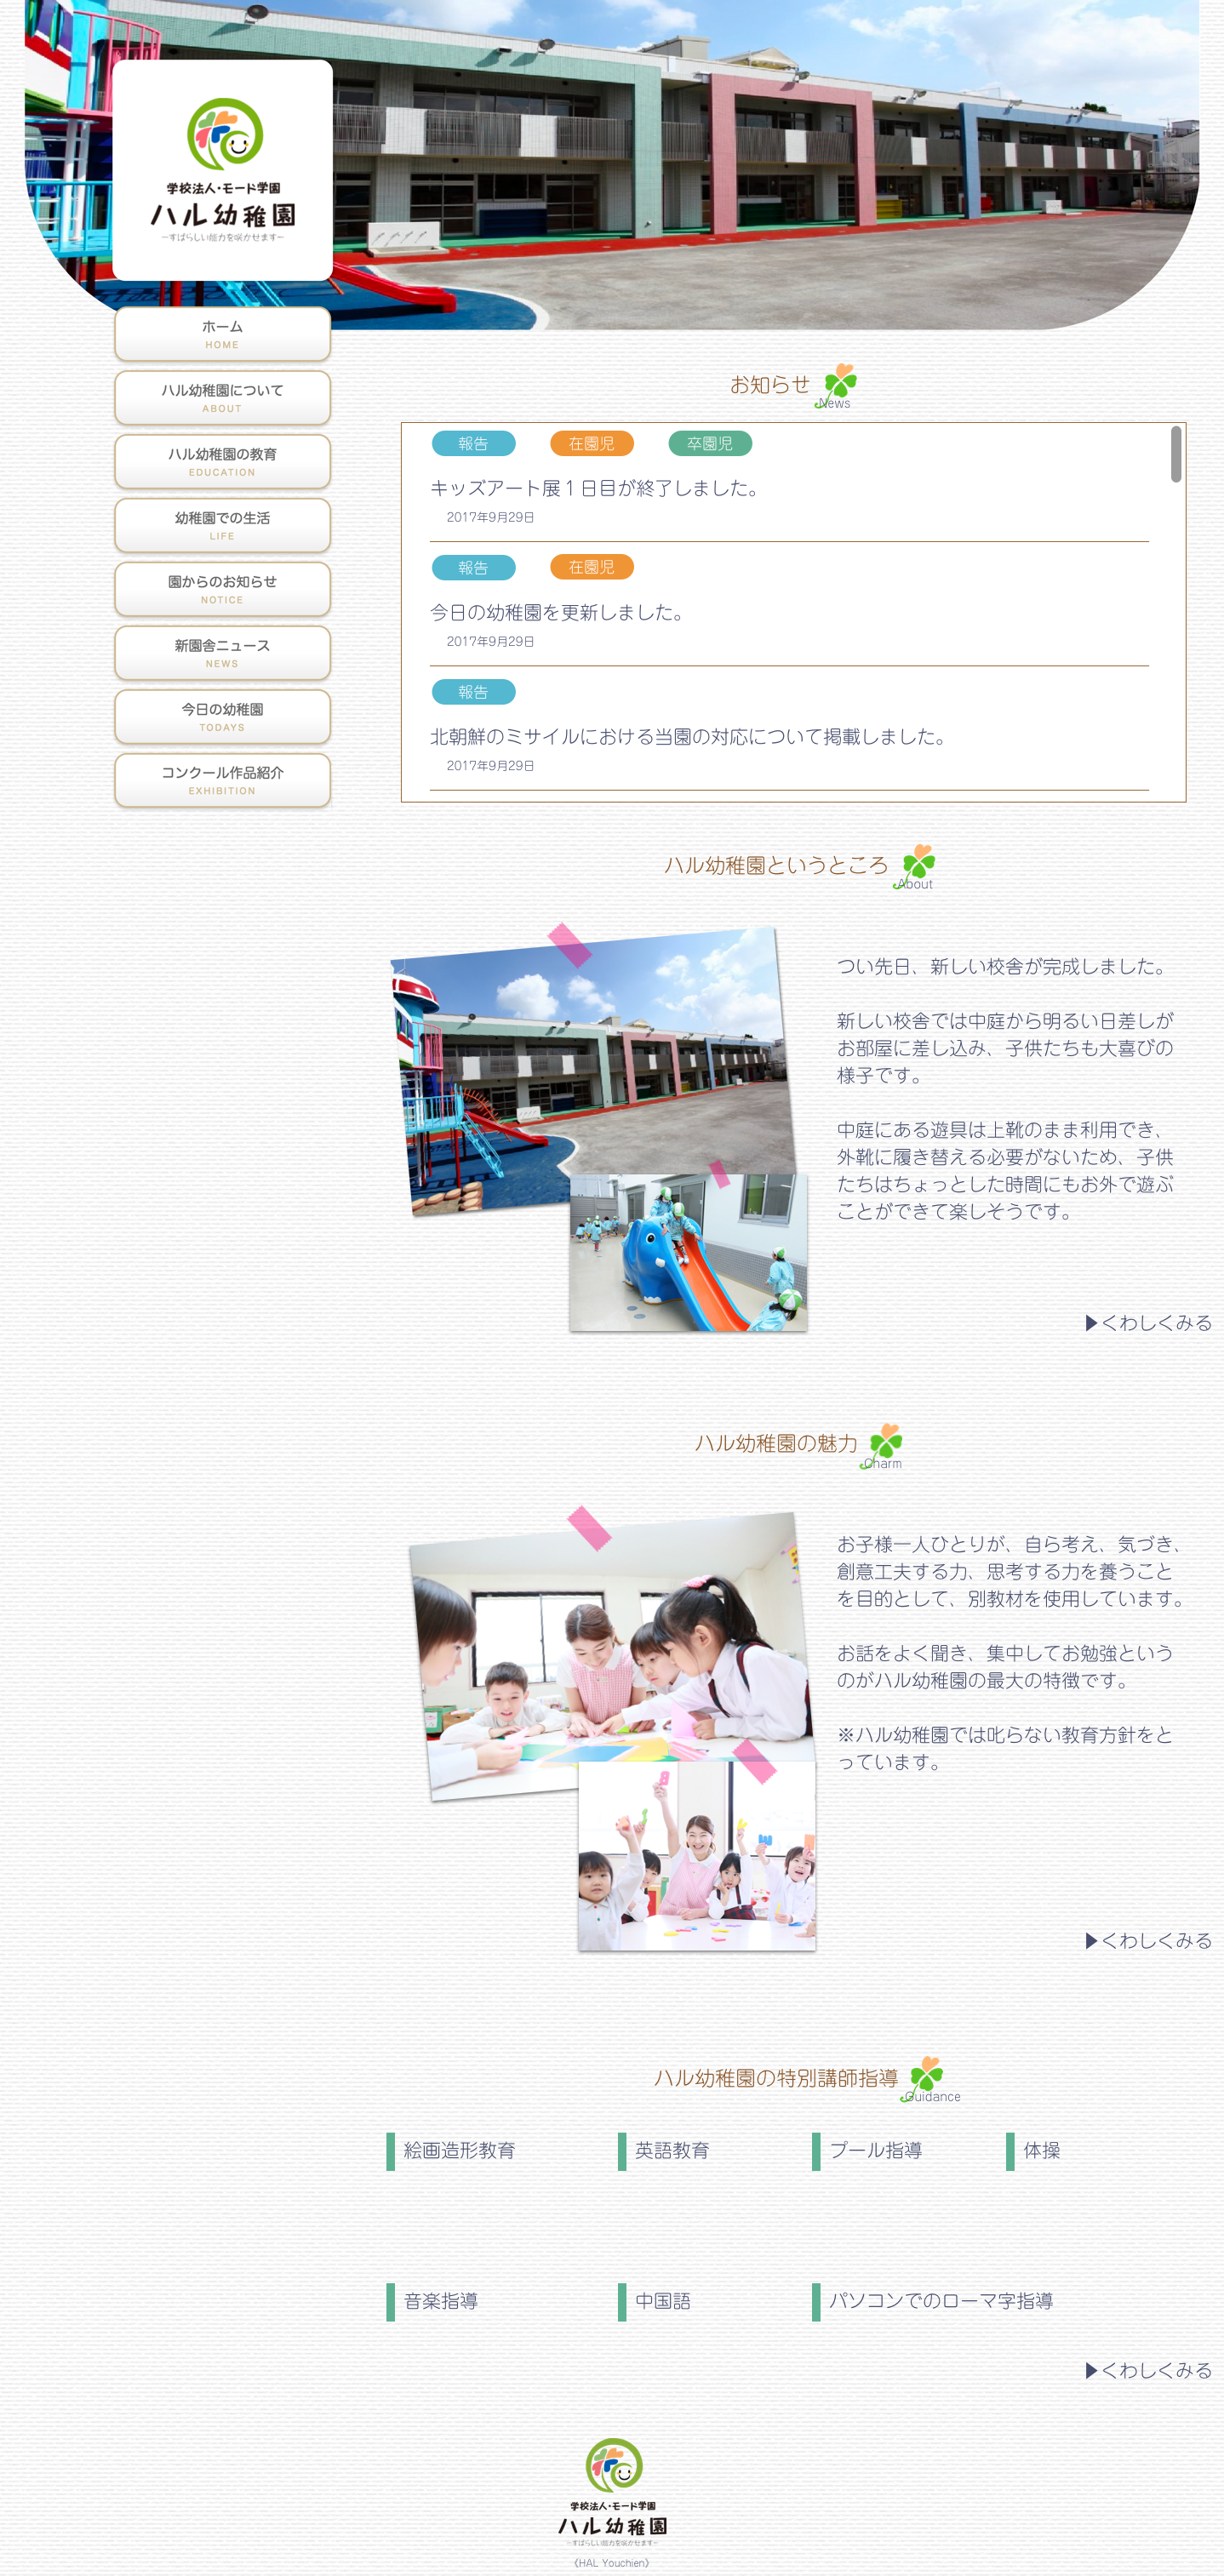 学校法人・モード学園
ハル幼稚園
ーすばらしい能力を咲かせますー
ホーム
HOME
ハル幼稚園について
ABOUT
ハル幼稚園の教育
EDUCATION
幼稚園での生活
LIFE
園からのお知らせ
NOTICE
新園舎ニュース
NEWS
今日の幼稚園
TODAYS
コンクール作品紹介
EXHIBITION
お知らせ
News
報告 在園児 卒園児
キッズアート展１日目が終了しました。
2017年9月29日
報告 在園児
今日の幼稚園を更新しました。
2017年9月29日
報告
北朝鮮のミサイルにおける当園の対応について掲載しました。
2017年9月29日
ハル幼稚園というところ
About
つい先日、新しい校舎が完成しました。
新しい校舎では中庭から明るい日差しが
お部屋に差し込み、子供たちも大喜びの
様子です。
中庭にある遊具は上靴のまま利用でき、
外靴に履き替える必要がないため、子供
たちはちょっとした時間にもお外で遊ぶ
ことができて楽しそうです。
▶くわしくみる
ハル幼稚園の魅力
Charm
お子様一人ひとりが、自ら考え、気づき、
創意工夫する力、思考する力を養うこと
を目的として、別教材を使用しています。
お話をよく聞き、集中してお勉強という
のがハル幼稚園の最大の特徴です。
※ハル幼稚園では叱らない教育方針をと
っています。
▶くわしくみる
ハル幼稚園の特別講師指導
Guidance
絵画造形教育 英語教育 プール指導 体操
音楽指導 中国語 パソコンでのローマ字指導
▶くわしくみる
学校法人・モード学園
ハル幼稚園
ーすばらしい能力を咲かせますー
《HAL Youchien》